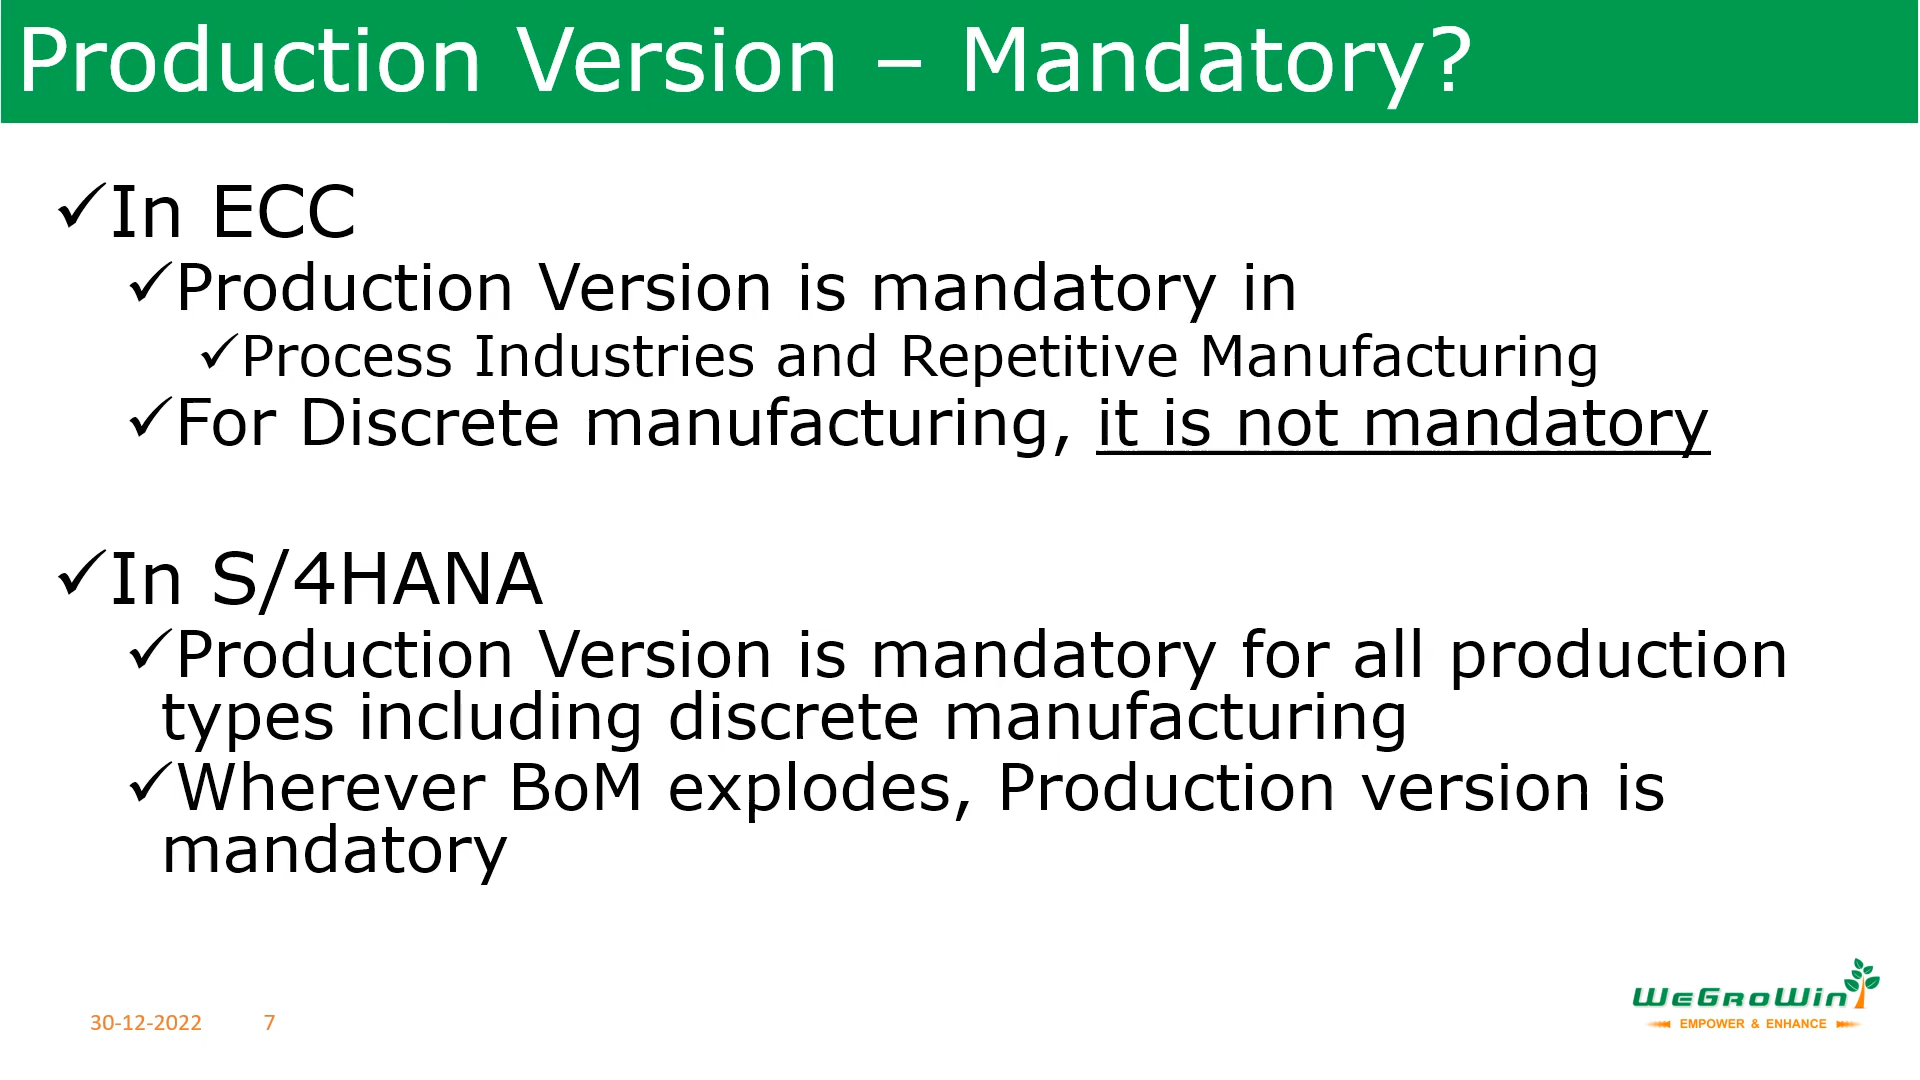 Production Version – Mandatory?
✓In ECC
✓Production Version is mandatory in
✓Process Industries and Repetitive Manufacturing
✓For Discrete manufacturing, it is not mandatory
✓In S/4HANA
✓Production Version is mandatory for all production
types including discrete manufacturing
✓Wherever BoM explodes, Production version is
mandatory
WeGroWin
EMPOWER & ENHANCE
30-12-2022 7